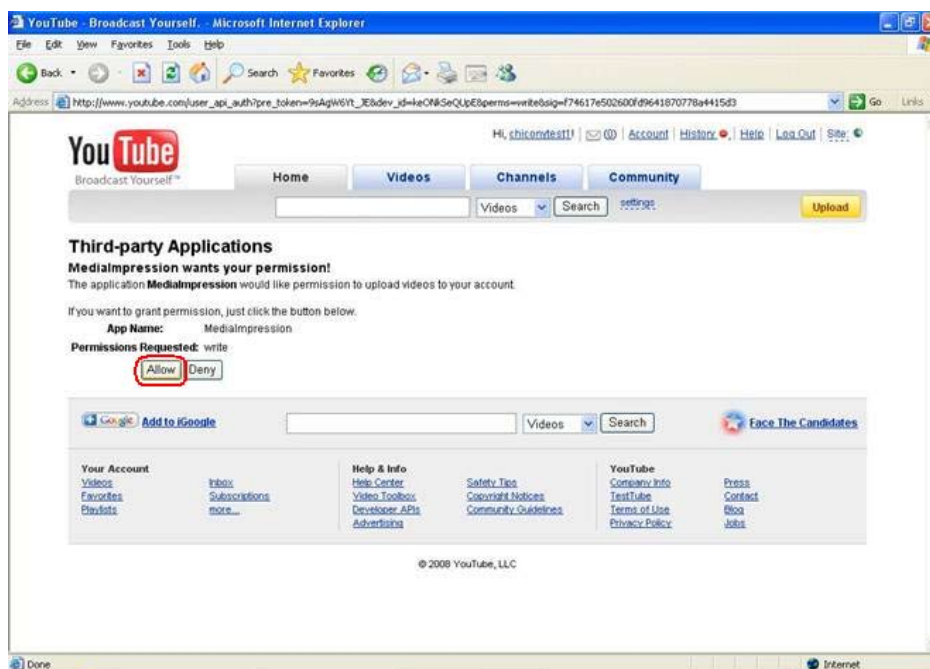 YouTube - Broadcast Yourself. - Microsoft Internet Explorer
File Edit View Favorites Tools Help
Back Search Favorites
Address http://www.youtube.com/user_api_auth?pre_token=9sAgW6Yt_JE&dev_id=keONkSeQUpE&perms=write&sig=f74617e502600fd9641870778a4415d3 Go Links
Hi, chicomtest1! (0) Account History Help Log Out Site:
YouTube
Broadcast Yourself™
Home Videos Channels Community
Videos Search settings Upload
Third-party Applications
MediaImpression wants your permission!
The application MediaImpression would like permission to upload videos to your account.
If you want to grant permission, just click the button below.
App Name: MediaImpression
Permissions Requested: write
Allow Deny
Google Add to iGoogle Videos Search Face The Candidates
Your Account Help & Info YouTube
Videos Inbox Help Center Safety Tips Company Info Press
Favorites Subscriptions Video Toolbox Copyright Notices TestTube Contact
Playlists more... Developer APIs Community Guidelines Terms of Use Blog
Advertising Privacy Policy Jobs
© 2008 YouTube, LLC
Done Internet